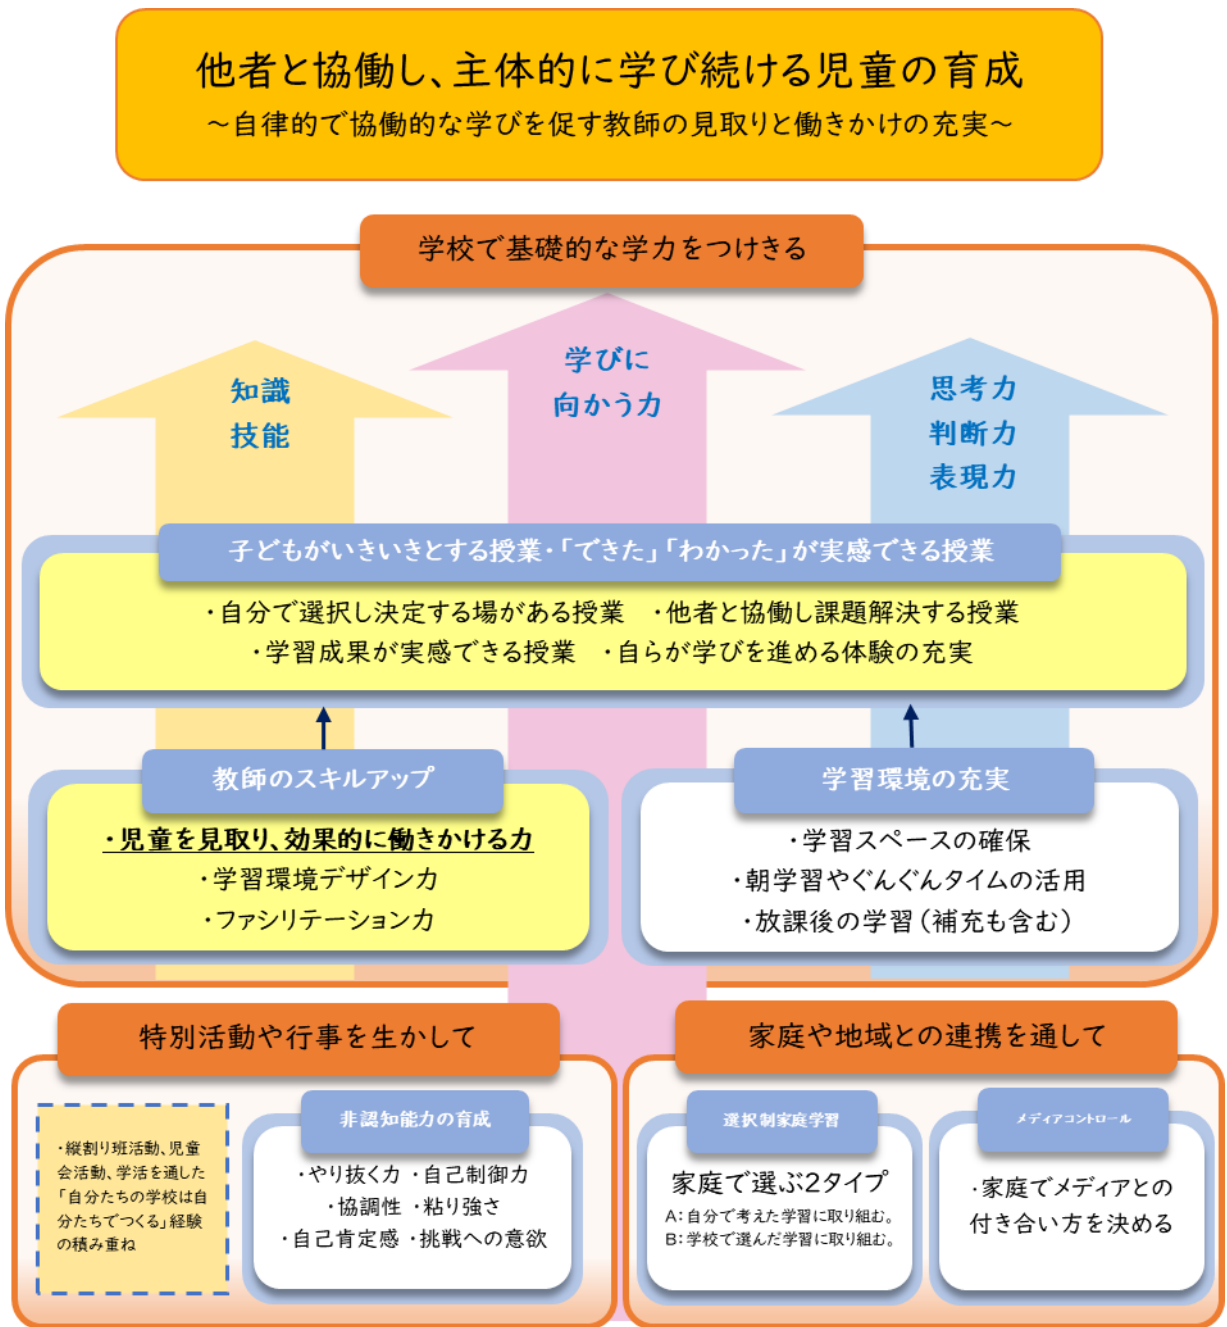 他者と協働し、主体的に学び続ける児童の育成
～自律的で協働的な学びを促す教師の見取りと働きかけの充実～
学校で基礎的な学力をつけきる
知識
技能
学びに
向かう力
思考力
判断力
表現力
子どもがいきいきとする授業・「できた」「わかった」が実感できる授業
・自分で選択し決定する場がある授業　・他者と協働し課題解決する授業
・学習成果が実感できる授業　・自らが学びを進める体験の充実
教師のスキルアップ
・児童を見取り、効果的に働きかける力
・学習環境デザイン力
・ファシリテーション力
学習環境の充実
・学習スペースの確保
・朝学習やぐんぐんタイムの活用
・放課後の学習（補充も含む）
特別活動や行事を生かして
・縦割り班活動、児童
会活動、学活を通した
「自分たちの学校は自
分たちでつくる」経験
の積み重ね
非認知能力の育成
・やり抜く力 ・自己制御力
・協調性 ・粘り強さ
・自己肯定感 ・挑戦への意欲
家庭や地域との連携を通して
選択制家庭学習
家庭で選ぶ2タイプ
A：自分で考えた学習に取り組む。
B：学校で選んだ学習に取り組む。
メディアコントロール
・家庭でメディアとの
付き合い方を決める